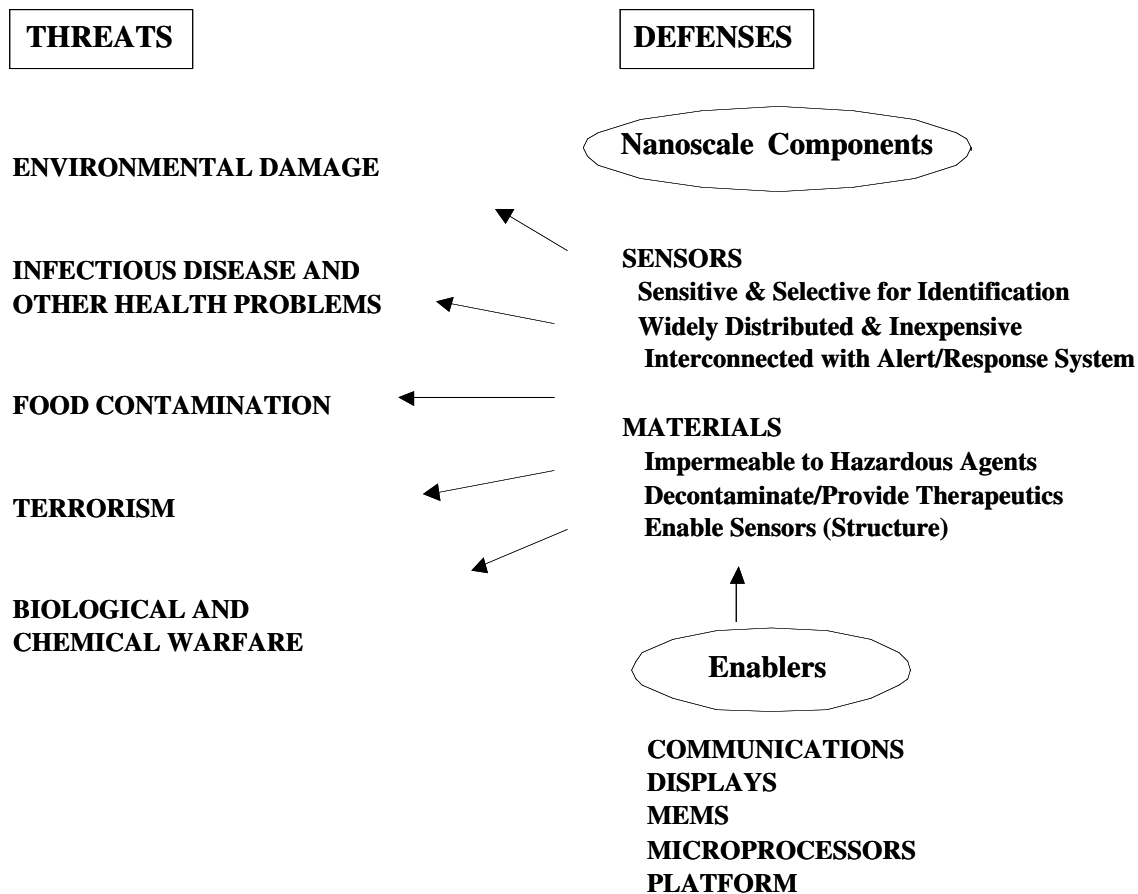 THREATS
ENVIRONMENTAL DAMAGE
INFECTIOUS DISEASE AND
OTHER HEALTH PROBLEMS
FOOD CONTAMINATION
TERRORISM
BIOLOGICAL AND
CHEMICAL WARFARE
DEFENSES
Nanoscale Components
SENSORS
Sensitive & Selective for Identification
Widely Distributed & Inexpensive
Interconnected with Alert/Response System
MATERIALS
Impermeable to Hazardous Agents
Decontaminate/Provide Therapeutics
Enable Sensors (Structure)
Enablers
COMMUNICATIONS
DISPLAYS
MEMS
MICROPROCESSORS
PLATFORM